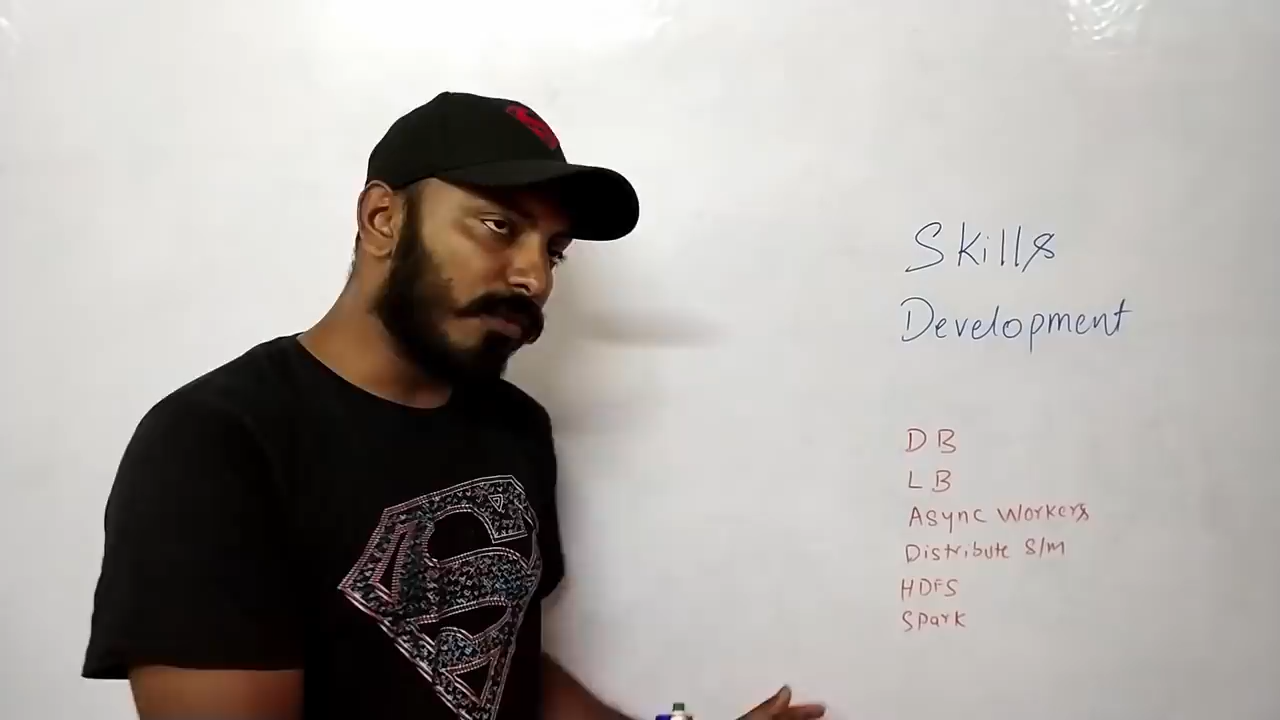 Skills
Development
DB
LB
Async Workers
Distribute S/m
HDFS
Spark